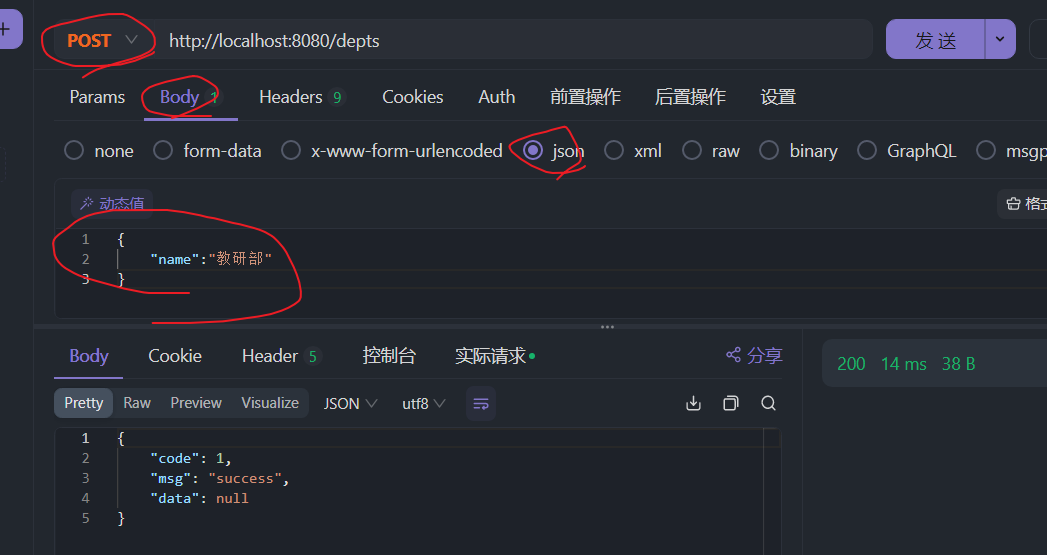 POST http://localhost:8080/depts 发 送
Params Body 1 Headers 9 Cookies Auth 前置操作 后置操作 设置
none form-data x-www-form-urlencoded json xml raw binary GraphQL msgp
动态值 格式
1 {
2 "name":"教研部"
3 }
Body Cookie Header 5 控制台 实际请求 分享 200 14 ms 38 B
Pretty Raw Preview Visualize JSON utf8
1 {
2 "code": 1,
3 "msg": "success",
4 "data": null
5 }